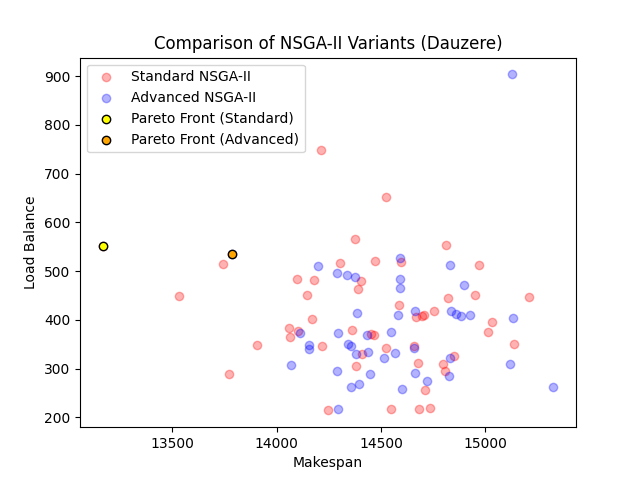 Comparison of NSGA-II Variants (Dauzere)
Standard NSGA-II
Advanced NSGA-II
Pareto Front (Standard)
Pareto Front (Advanced)
900
800
700
600
500
400
300
200
Load Balance
13500 14000 14500 15000
Makespan